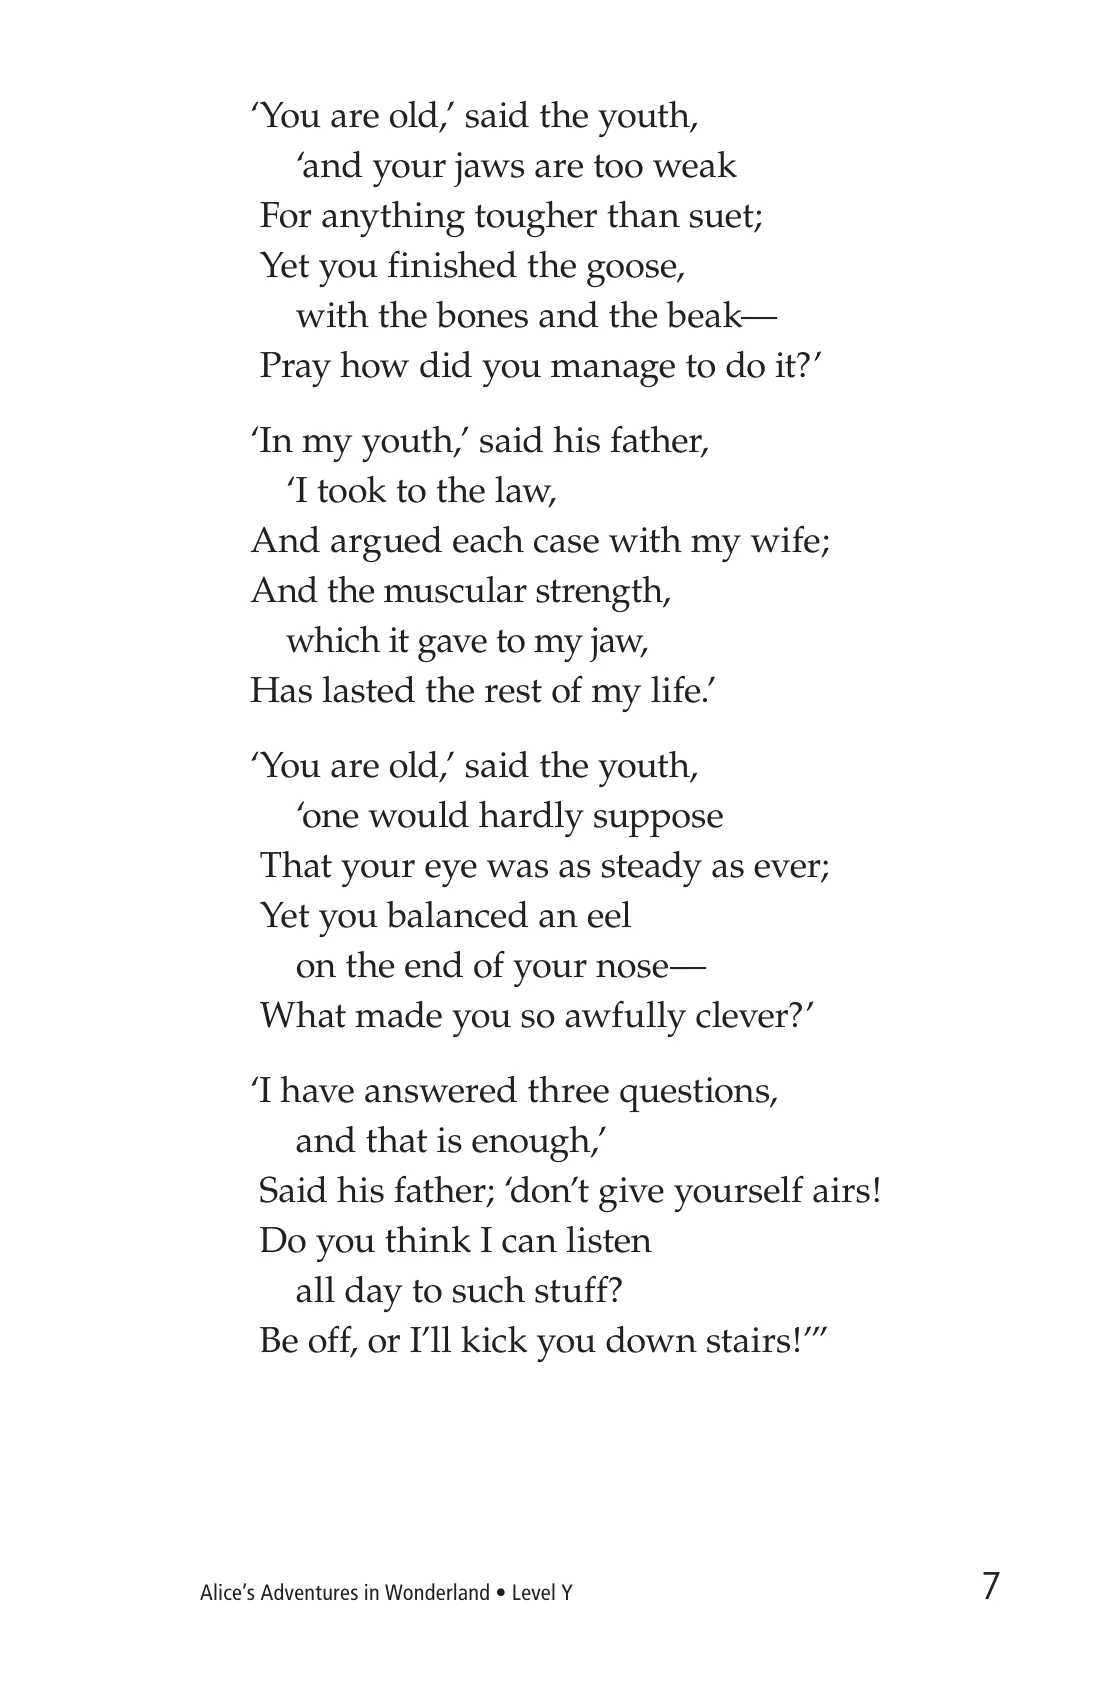 ‘You are old,’ said the youth,
‘and your jaws are too weak
For anything tougher than suet;
Yet you finished the goose,
with the bones and the beak—
Pray how did you manage to do it?’
‘In my youth,’ said his father,
‘I took to the law,
And argued each case with my wife;
And the muscular strength,
which it gave to my jaw,
Has lasted the rest of my life.’
‘You are old,’ said the youth,
‘one would hardly suppose
That your eye was as steady as ever;
Yet you balanced an eel
on the end of your nose—
What made you so awfully clever?’
‘I have answered three questions,
and that is enough,’
Said his father; ‘don’t give yourself airs!
Do you think I can listen
all day to such stuff?
Be off, or I’ll kick you down stairs!’”
Alice’s Adventures in Wonderland • Level Y
7